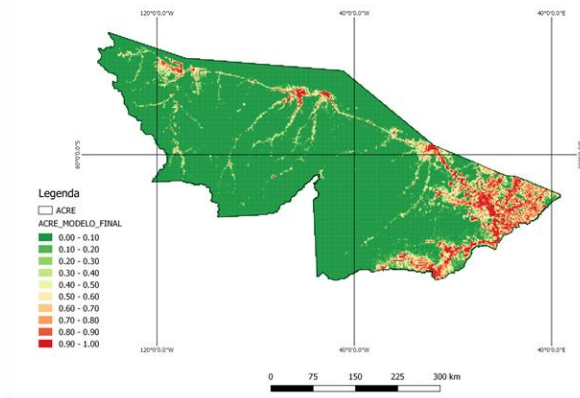 120°0'0.0"W 40°0'0.0"W 40°0'0.0"E
60°0'0.0"S
Legenda
ACRE
ACRE_MODELO_FINAL
0.00 - 0.10
0.10 - 0.20
0.20 - 0.30
0.30 - 0.40
0.40 - 0.50
0.50 - 0.60
0.60 - 0.70
0.70 - 0.80
0.80 - 0.90
0.90 - 1.00
120°0'0.0"W 40°0'0.0"W 40°0'0.0"E
0 75 150 225 300 km